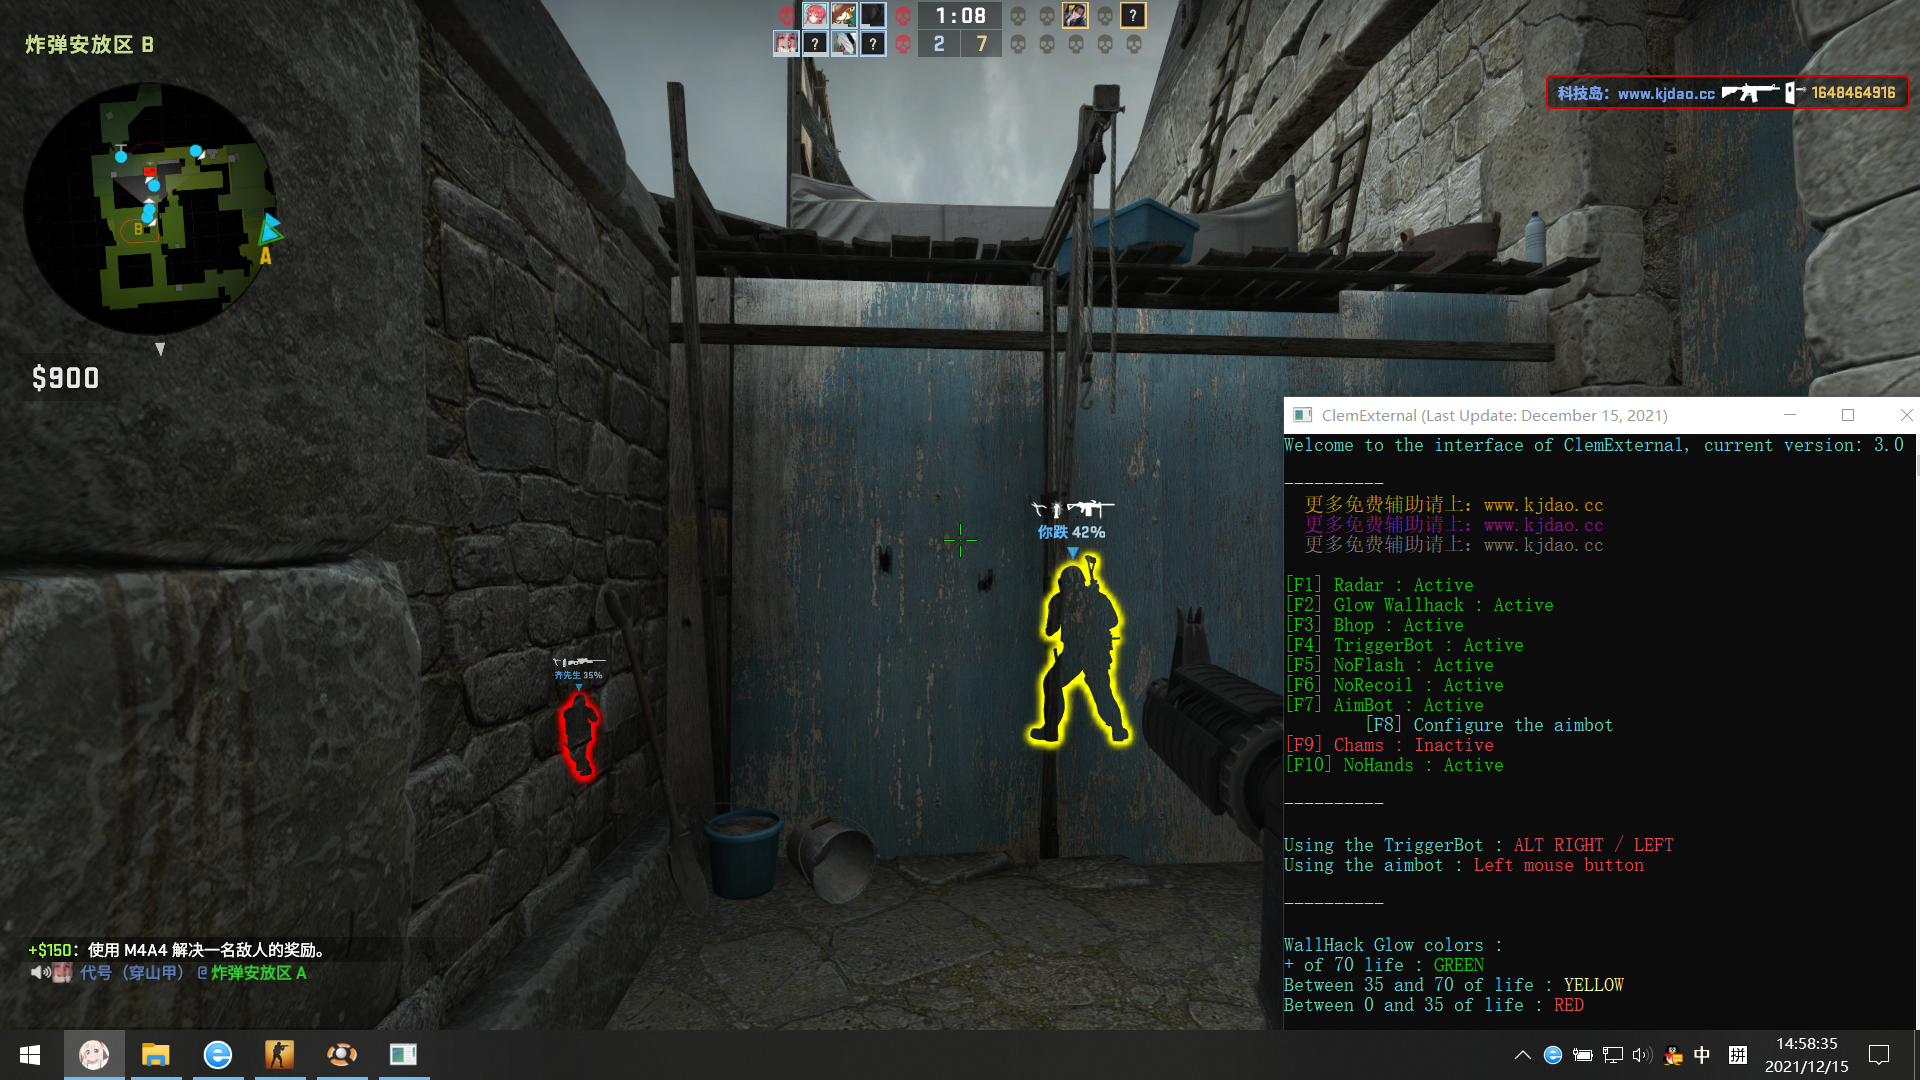 1:08
?
炸弹安放区 B
? ?
2 7
科技岛: www.kjdao.cc 1648464916
B
A
$900
ClemExternal (Last Update: December 15, 2021)
Welcome to the interface of ClemExternal, current version: 3.0
----------
更多免费辅助请上: www.kjdao.cc
更多免费辅助请上: www.kjdao.cc
更多免费辅助请上: www.kjdao.cc
你跌 42%
[F1] Radar : Active
[F2] Glow Wallhack : Active
[F3] Bhop : Active
[F4] TriggerBot : Active
[F5] NoFlash : Active
齐先生 35%
[F6] NoRecoil : Active
[F7] AimBot : Active
[F8] Configure the aimbot
[F9] Chams : Inactive
[F10] NoHands : Active
----------
Using the TriggerBot : ALT RIGHT / LEFT
Using the aimbot : Left mouse button
----------
WallHack Glow colors :
+ of 70 life : GREEN
Between 35 and 70 of life : YELLOW
Between 0 and 35 of life : RED
+$150: 使用 M4A4 解决一名敌人的奖励。
代号（穿山甲） @ 炸弹安放区 A
中 拼
14:58:35
2021/12/15